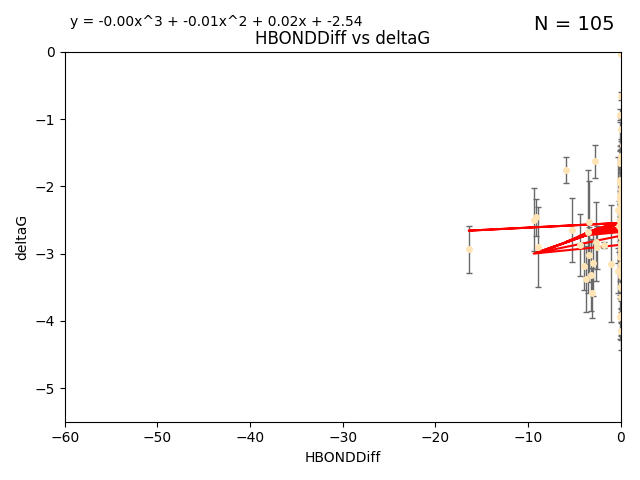 y = -0.00x^3 + -0.01x^2 + 0.02x + -2.54
N = 105
HBONDDiff vs deltaG
0
−1
−2
−3
−4
−5
deltaG
−60
−50
−40
−30
−20
−10
0
HBONDDiff